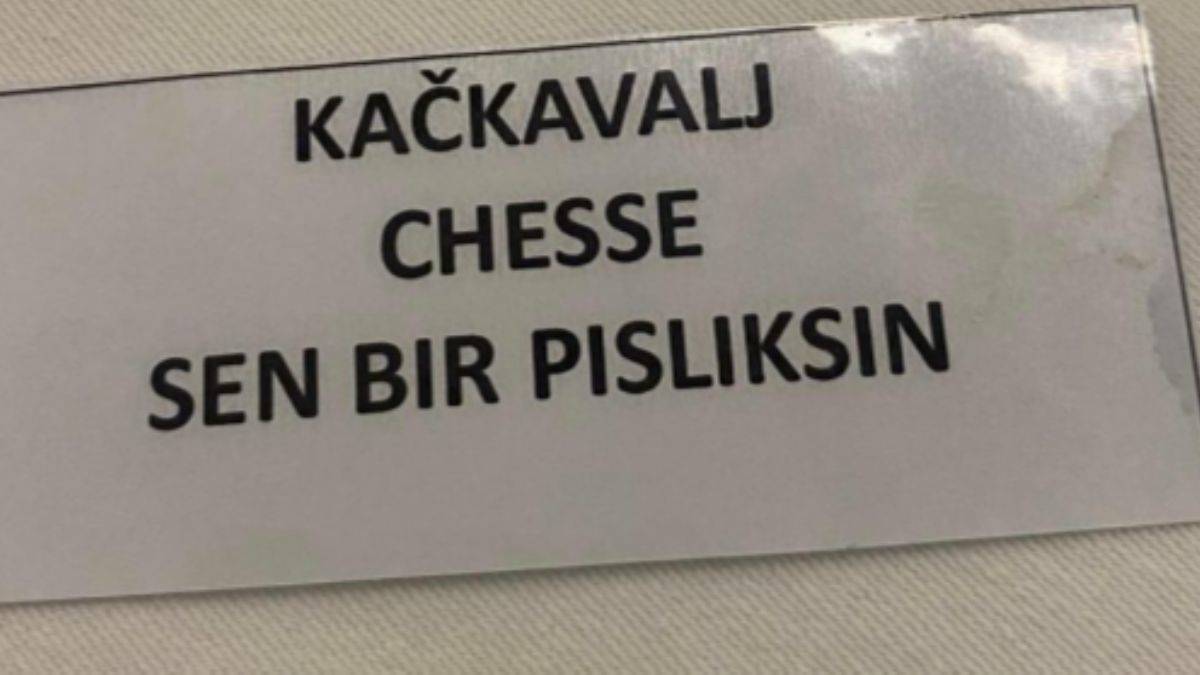 KAČKAVALJ
CHESSE
SEN BIR PISLIKSIN